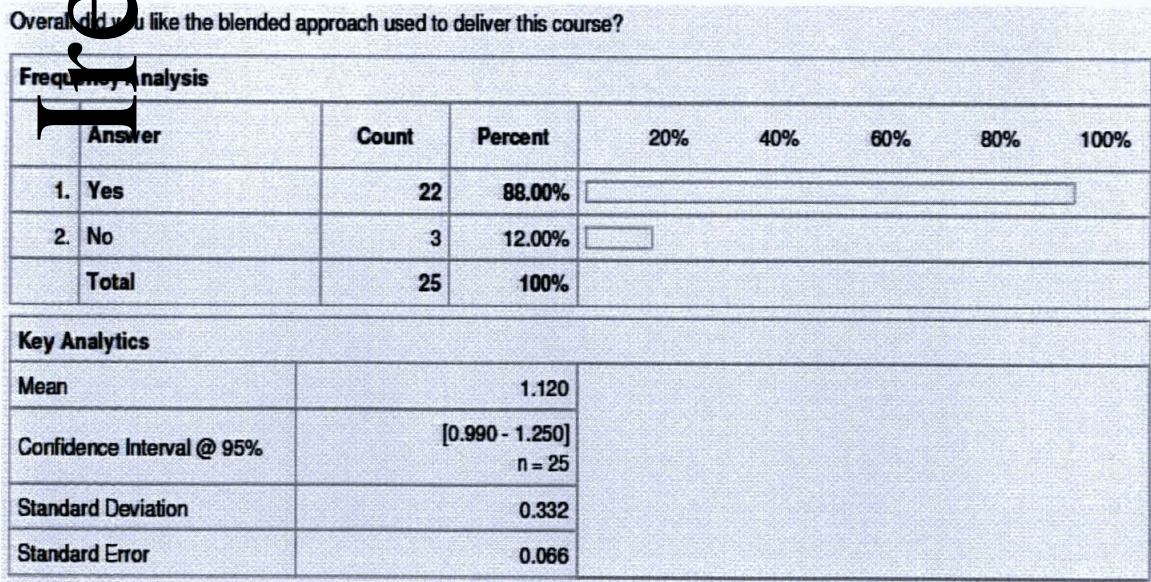 Overall did you like the blended approach used to deliver this course?
Frequency Analysis
Answer Count Percent 20% 40% 60% 80% 100%
1. Yes 22 88.00%
2. No 3 12.00%
Total 25 100%
Key Analytics
Mean 1.120
Confidence Interval @ 95% [0.990 - 1.250]
n = 25
Standard Deviation 0.332
Standard Error 0.066